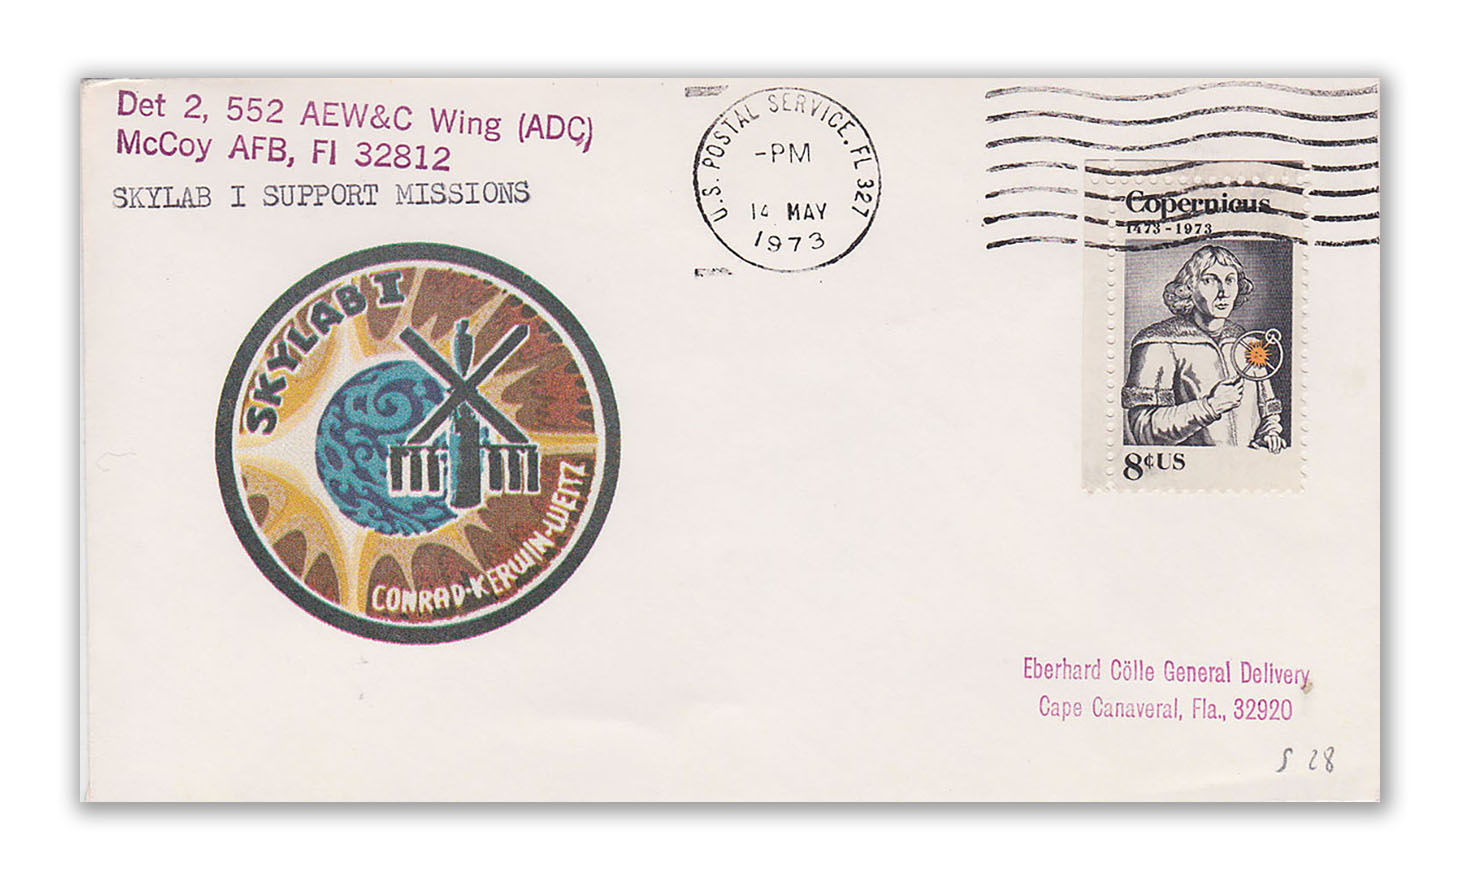 Det 2, 552 AEW&C Wing (ADC)
McCoy AFB, Fl 32812
SKYLAB I SUPPORT MISSIONS
U.S. POSTAL SERVICE, FL 327
-PM
14 MAY
1973
Copernicus
1473-1973
8¢US
SKYLAB I
CONRAD-KERWIN-WEITZ
Eberhard Cölle General Delivery
Cape Canaveral, Fla., 32920
S 28